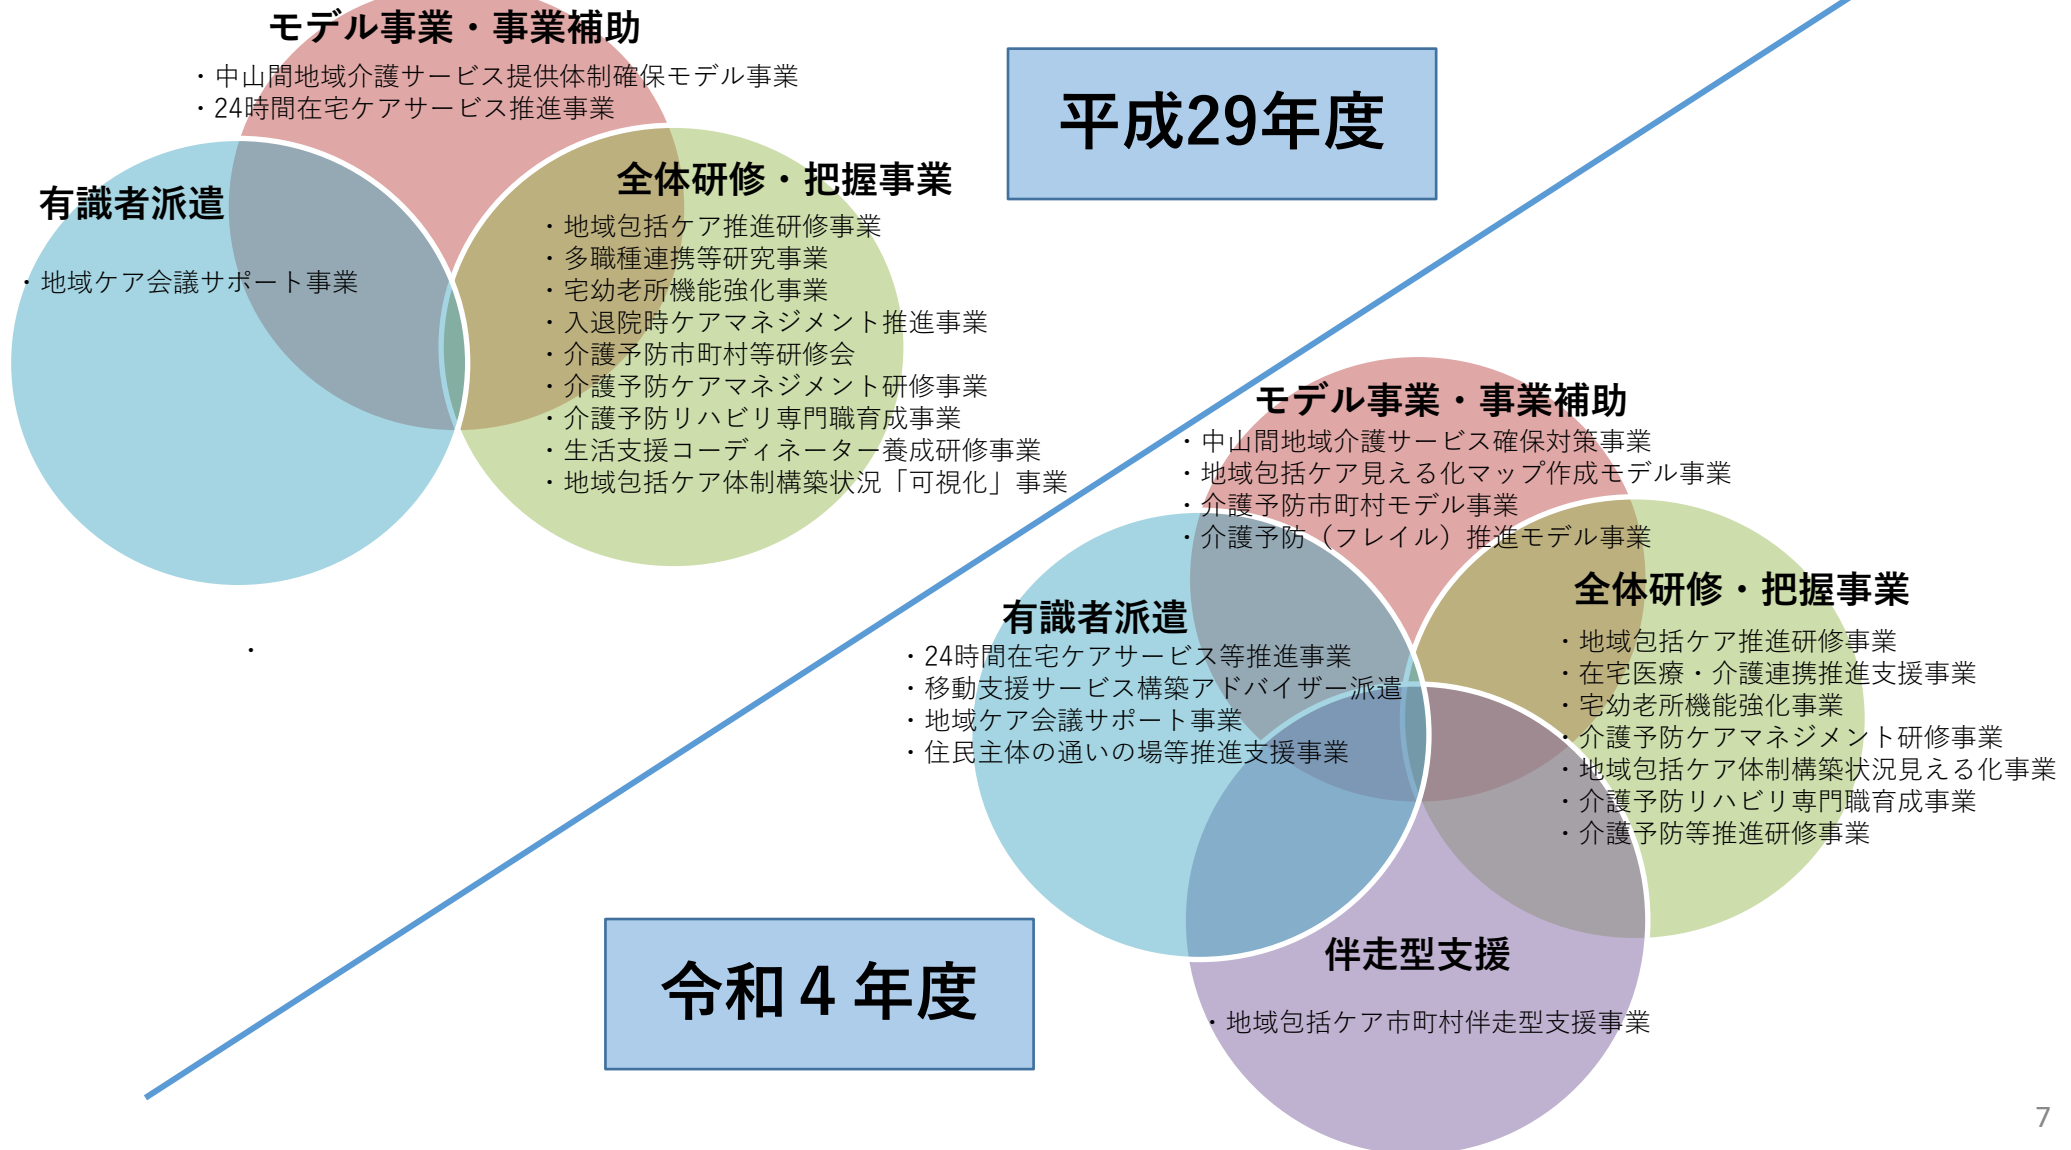 モデル事業・事業補助
・中山間地域介護サービス提供体制確保モデル事業
・24時間在宅ケアサービス推進事業
平成29年度
有識者派遣
・地域ケア会議サポート事業
全体研修・把握事業
・地域包括ケア推進研修事業
・多職種連携等研究事業
・宅幼老所機能強化事業
・入退院時ケアマネジメント推進事業
・介護予防市町村等研修会
・介護予防ケアマネジメント研修事業
・介護予防リハビリ専門職育成事業
・生活支援コーディネーター養成研修事業
・地域包括ケア体制構築状況「可視化」事業
・
モデル事業・事業補助
・中山間地域介護サービス確保対策事業
・地域包括ケア見える化マップ作成モデル事業
・介護予防市町村モデル事業
・介護予防（フレイル）推進モデル事業
有識者派遣
・24時間在宅ケアサービス等推進事業
・移動支援サービス構築アドバイザー派遣
・地域ケア会議サポート事業
・住民主体の通いの場等推進支援事業
全体研修・把握事業
・地域包括ケア推進研修事業
・在宅医療・介護連携推進支援事業
・宅幼老所機能強化事業
・介護予防ケアマネジメント研修事業
・地域包括ケア体制構築状況見える化事業
・介護予防リハビリ専門職育成事業
・介護予防等推進研修事業
令和４年度
伴走型支援
・地域包括ケア市町村伴走型支援事業
7